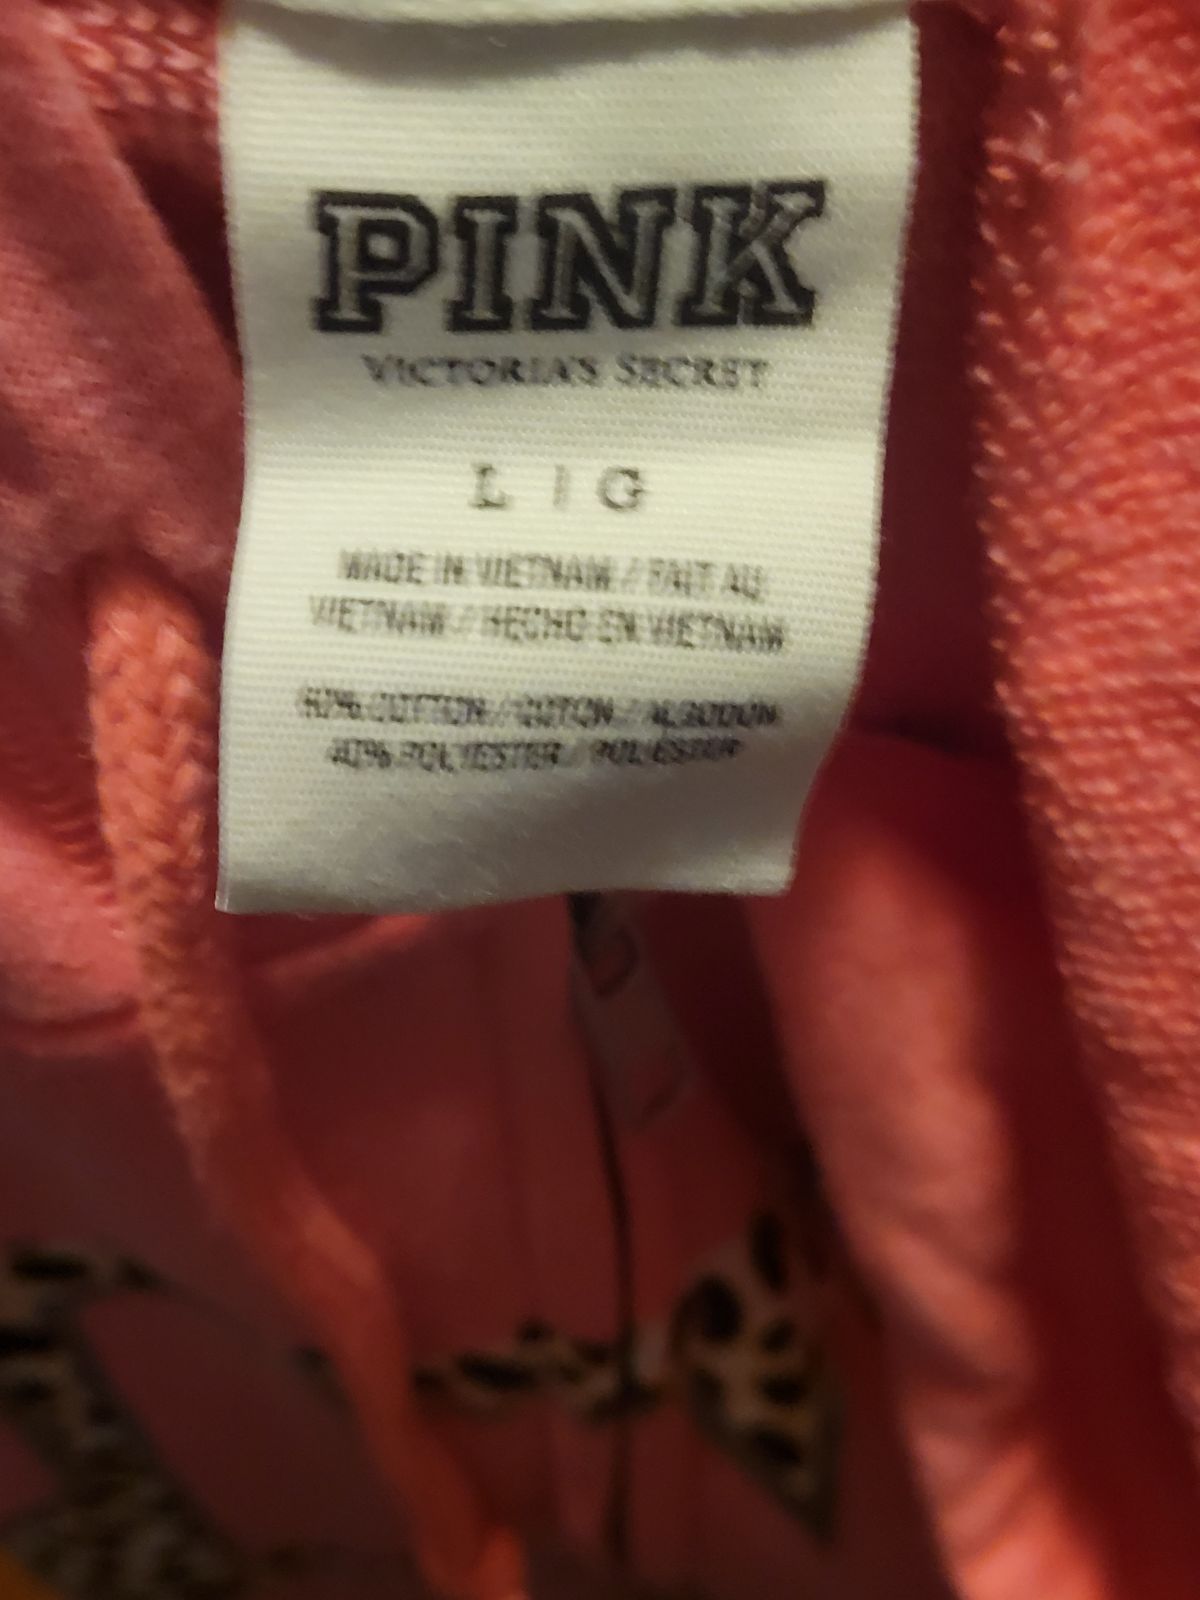 PINK
VICTORIA'S SECRET
L | G
MADE IN VIETNAM / FAIT AU
VIETNAM / HECHO EN VIETNAM
60% COTTON / COTON / ALGODON
40% POLYESTER / POLIESTER